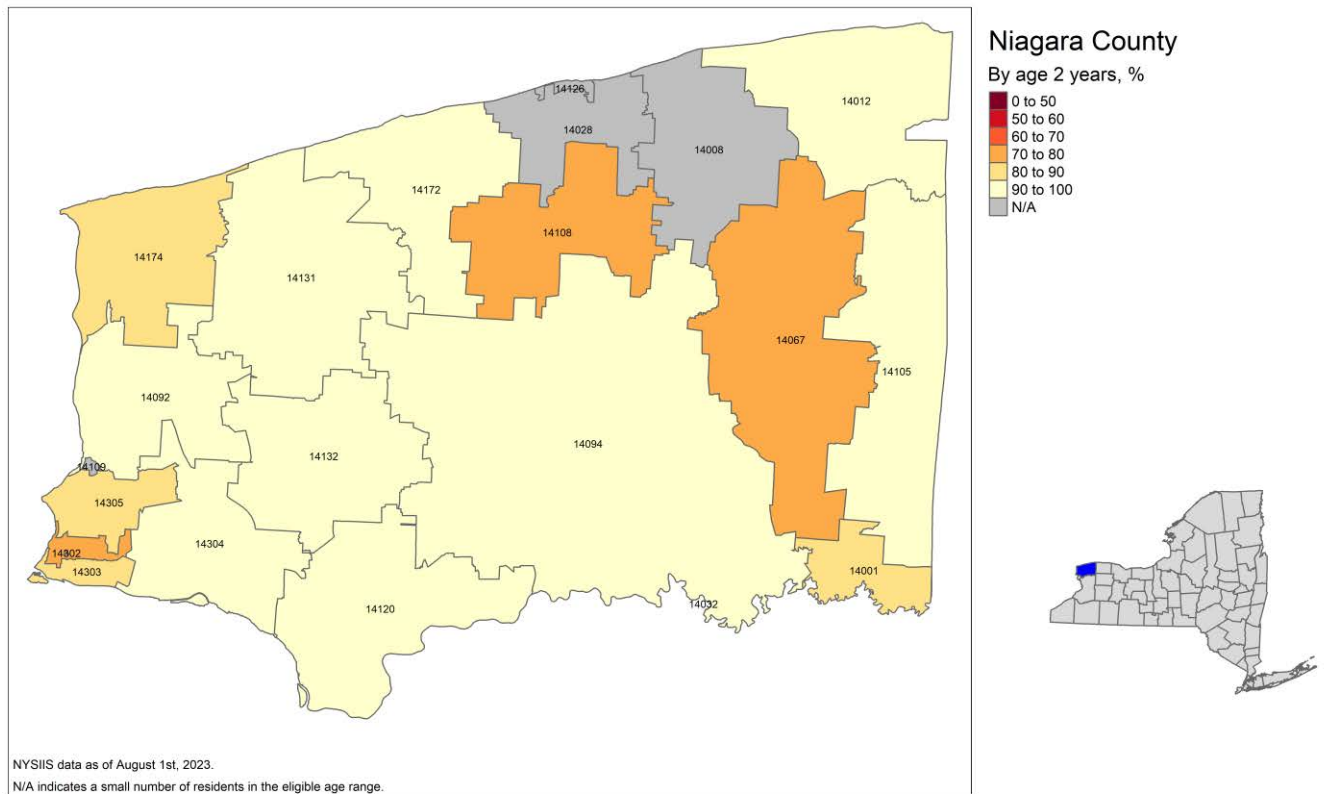 Niagara County
By age 2 years, %
0 to 50
50 to 60
60 to 70
70 to 80
80 to 90
90 to 100
N/A
14012
14126
14028
14008
14172
14108
14174
14131
14067
14105
14092
14094
14132
14109
14305
14304
14302
14303
14001
14120
14032
NYSIIS data as of August 1st, 2023.
N/A indicates a small number of residents in the eligible age range.